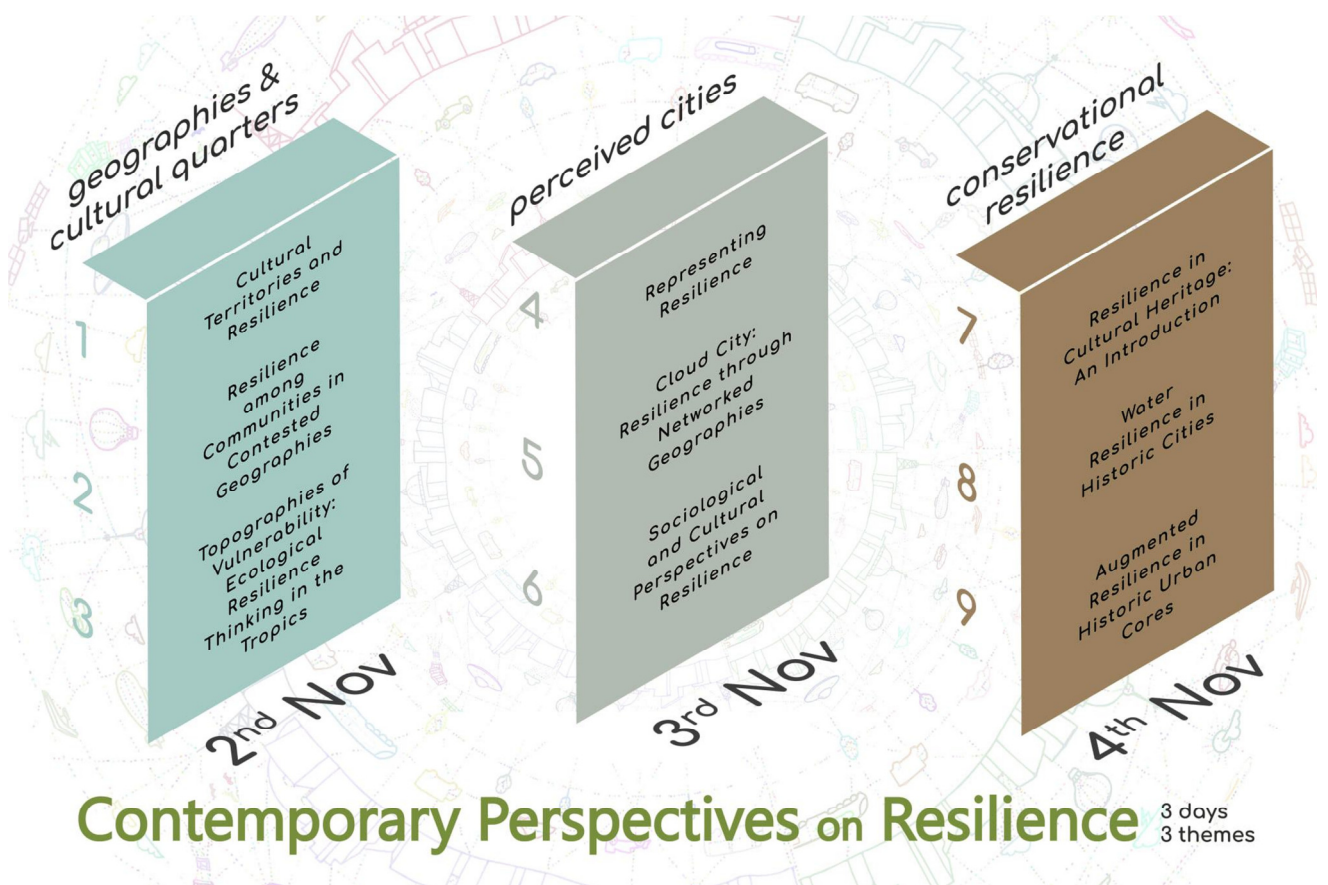 geographies &
cultural quarters
1
Cultural
Territories and
Resilience
2
Resilience
among
Communities in
Contested
Geographies
3
Topographies of
Vulnerability:
Ecological
Resilience
Thinking in the
Tropics
2nd Nov
perceived cities
4
Representing
Resilience
5
Cloud City:
Resilience through
Networked
Geographies
6
Sociological
and Cultural
Perspectives on
Resilience
3rd Nov
conservational
resilience
7
Resilience in
Cultural Heritage:
An Introduction
8
Water
Resilience in
Historic Cities
9
Augmented
Resilience in
Historic Urban
Cores
4th Nov
Contemporary Perspectives on Resilience
3 days
3 themes